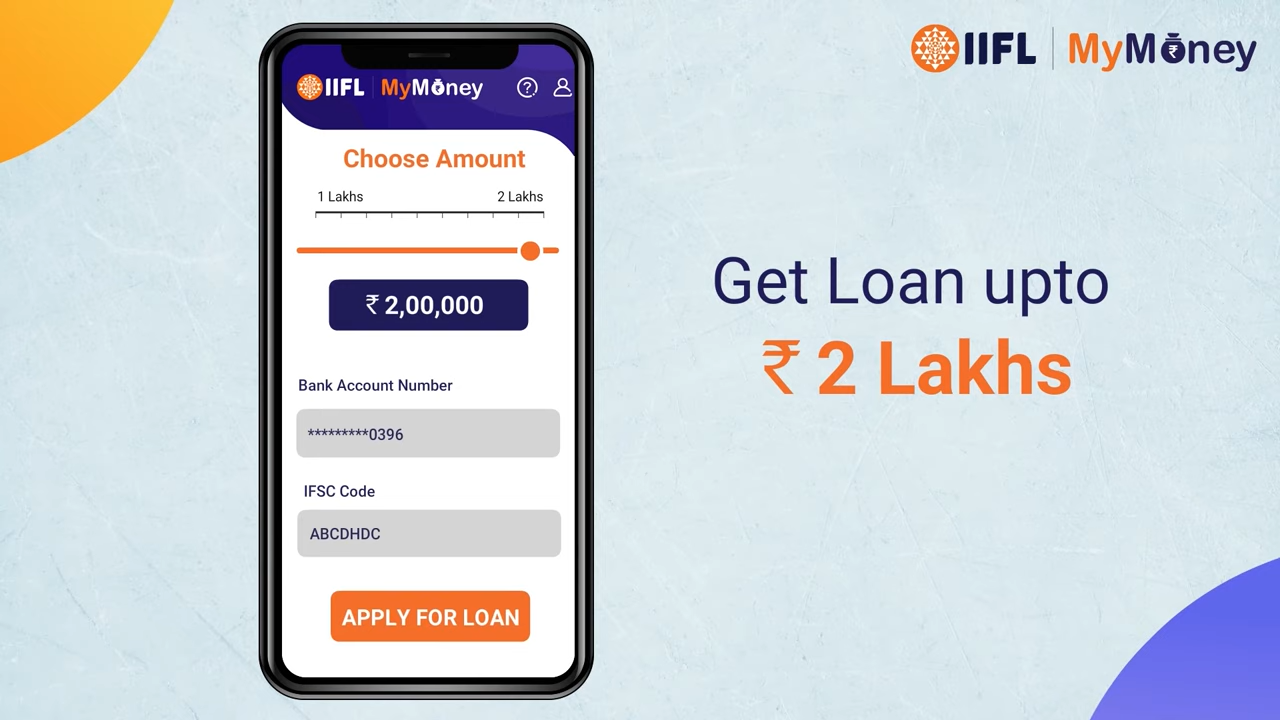 IIFL MyMoney
Choose Amount
1 Lakhs 2 Lakhs
₹ 2,00,000
Bank Account Number
*********0396
IFSC Code
ABCDHDC
APPLY FOR LOAN
IIFL MyMoney
Get Loan upto
₹ 2 Lakhs